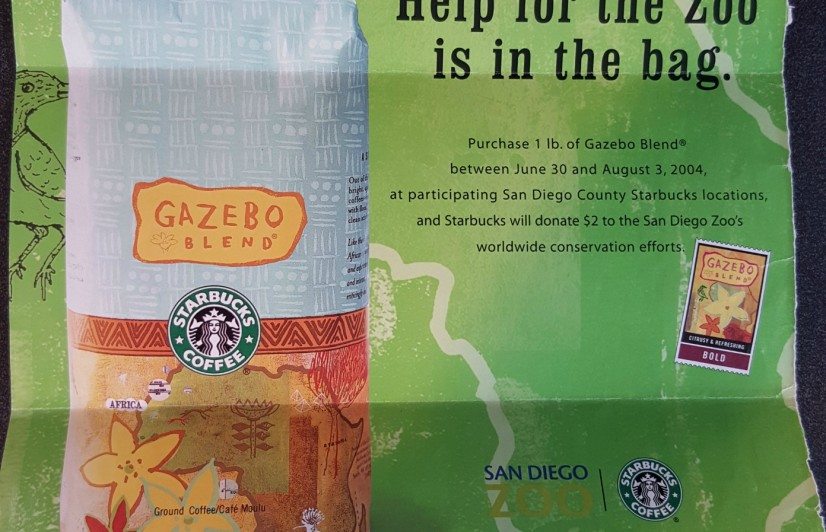 Help for the Zoo
is in the bag.
Purchase 1 lb. of Gazebo Blend®
between June 30 and August 3, 2004,
at participating San Diego County Starbucks locations,
and Starbucks will donate $2 to the San Diego Zoo's
worldwide conservation efforts.
GAZEBO
BLEND®
STARBUCKS
COFFEE
AFRICA
Ground Coffee/Café Moulu
GAZEBO
BLEND
CITRUSY & REFRESHING
BOLD
SAN DIEGO
ZOO
STARBUCKS
COFFEE